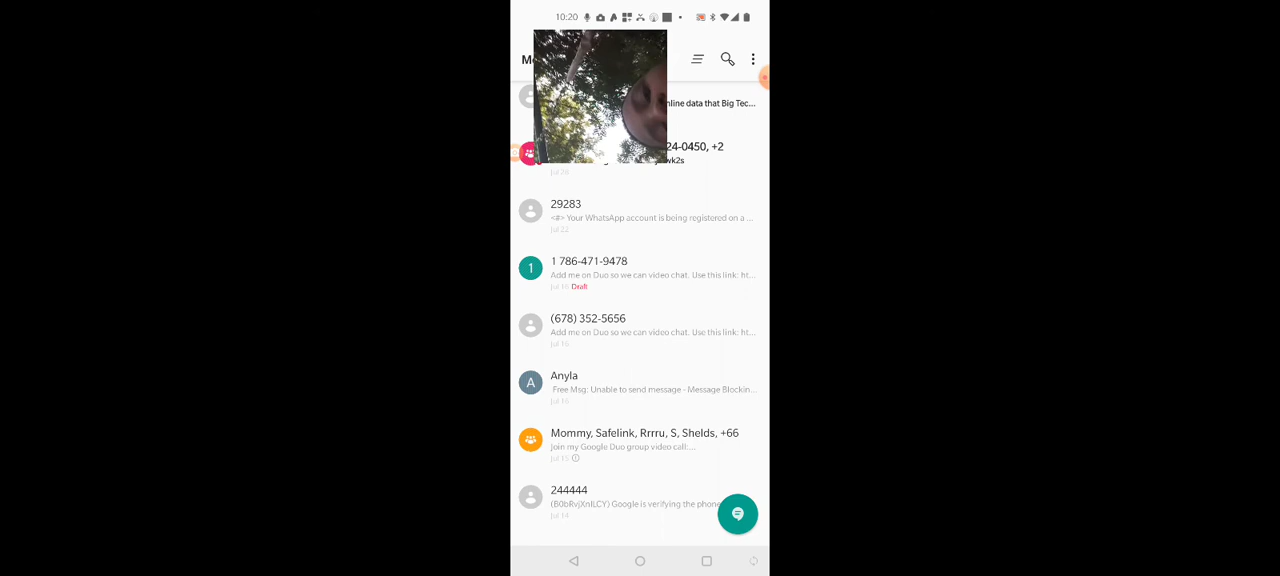 10:20
M
nline data that Big Tec...
24-0450, +2
wk2s
Jul 28
29283
<#> Your WhatsApp account is being registered on a ...
Jul 22
1
1 786-471-9478
Add me on Duo so we can video chat. Use this link: ht...
Jul 16 Draft
(678) 352-5656
Add me on Duo so we can video chat. Use this link: ht...
Jul 16
A
Anyla
Free Msg: Unable to send message - Message Blockin...
Jul 16
Mommy, Safelink, Rrrru, S, Shelds, +66
Join my Google Duo group video call:...
Jul 15
244444
(B0bRvjXnILCY) Google is verifying the phone
Jul 14